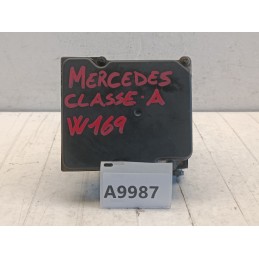 MERCEDES
CLASSE A
W169
A9987